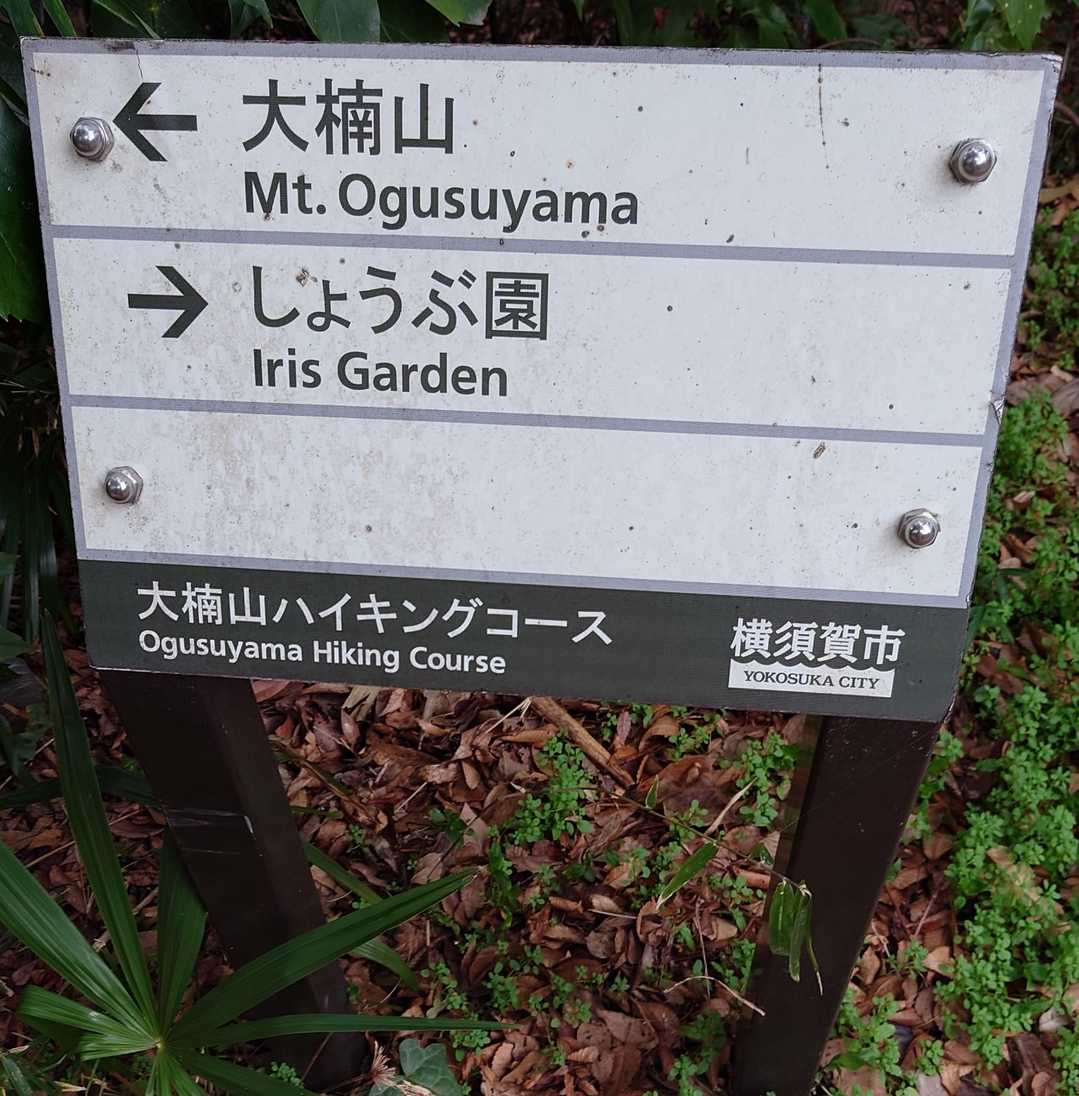 ← 大楠山
Mt. Ogusuyama
→ しょうぶ園
Iris Garden
大楠山ハイキングコース
Ogusuyama Hiking Course
横須賀市
YOKOSUKA CITY